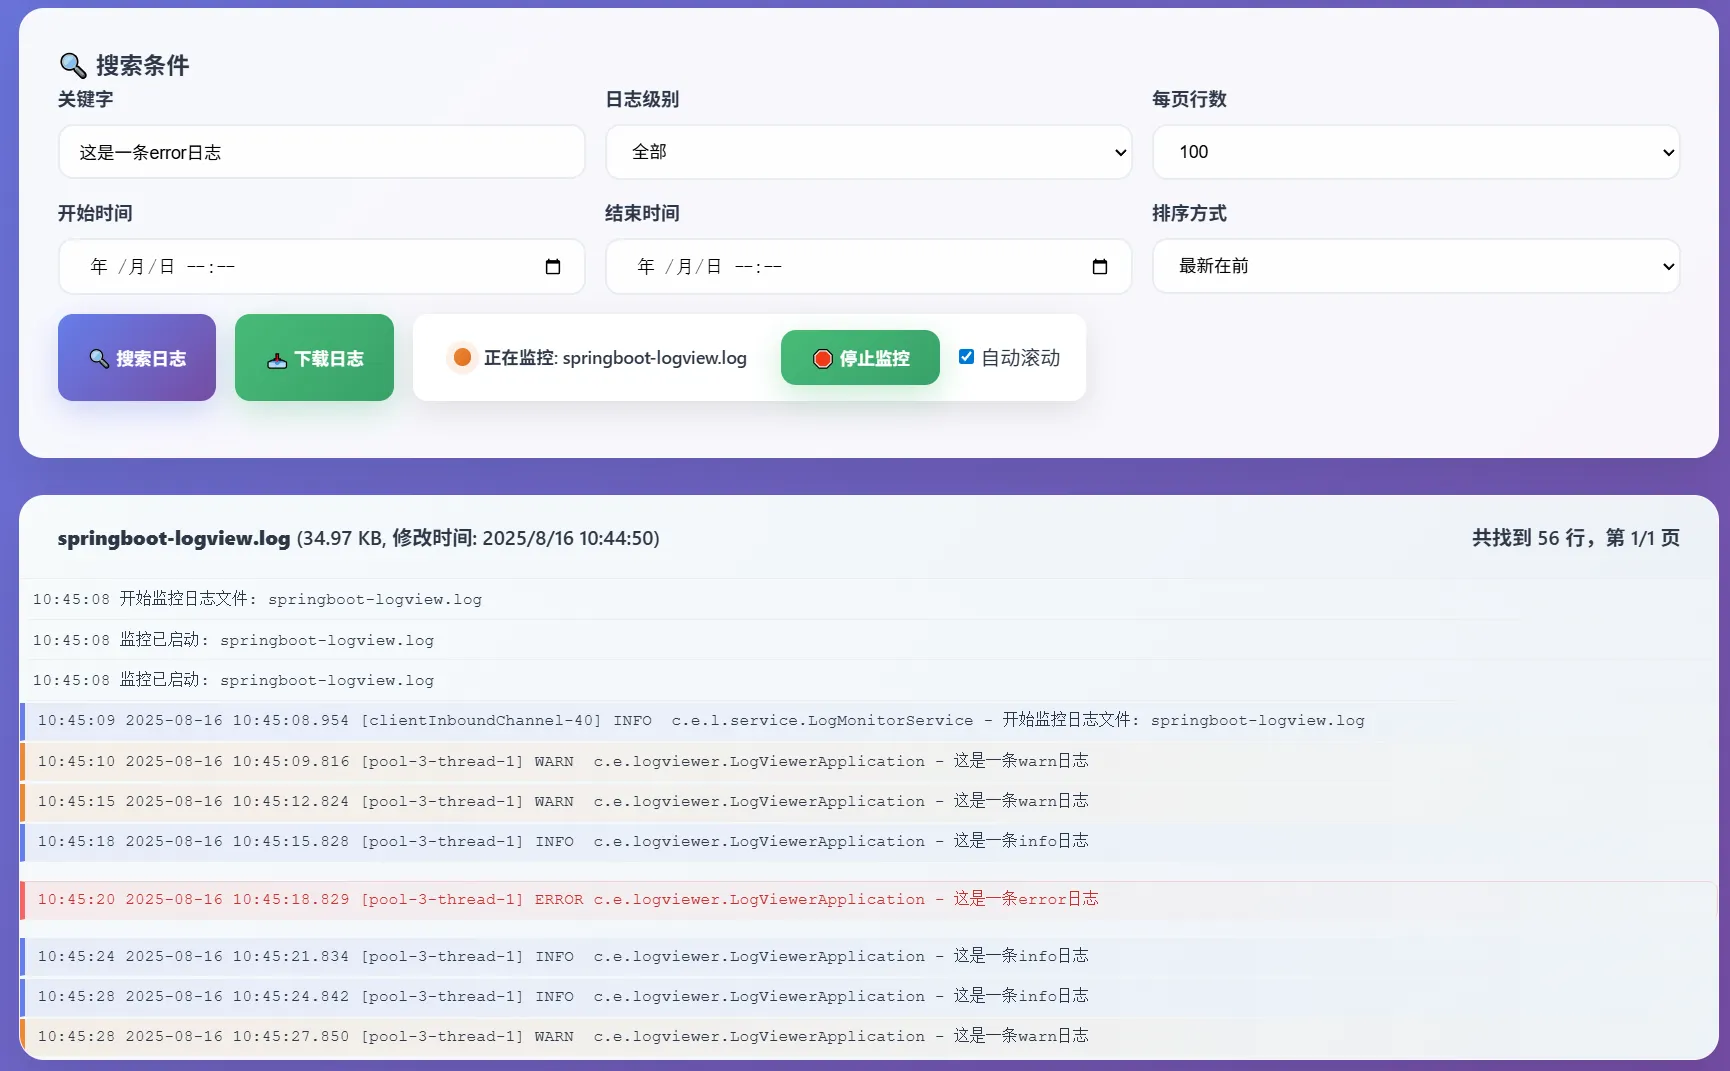 🔍 搜索条件
关键字 日志级别 每页行数
这是一条error日志 全部 100
开始时间 结束时间 排序方式
年 /月/日 --:-- 年 /月/日 --:-- 最新在前
🔍 搜索日志 📥 下载日志 正在监控: springboot-logview.log 🛑 停止监控 自动滚动
springboot-logview.log (34.97 KB, 修改时间: 2025/8/16 10:44:50) 共找到 56 行，第 1/1 页
10:45:08 开始监控日志文件: springboot-logview.log
10:45:08 监控已启动: springboot-logview.log
10:45:08 监控已启动: springboot-logview.log
10:45:09 2025-08-16 10:45:08.954 [clientInboundChannel-40] INFO  c.e.l.service.LogMonitorService - 开始监控日志文件: springboot-logview.log
10:45:10 2025-08-16 10:45:09.816 [pool-3-thread-1] WARN  c.e.logviewer.LogViewerApplication - 这是一条warn日志
10:45:15 2025-08-16 10:45:12.824 [pool-3-thread-1] WARN  c.e.logviewer.LogViewerApplication - 这是一条warn日志
10:45:18 2025-08-16 10:45:15.828 [pool-3-thread-1] INFO  c.e.logviewer.LogViewerApplication - 这是一条info日志
10:45:20 2025-08-16 10:45:18.829 [pool-3-thread-1] ERROR c.e.logviewer.LogViewerApplication - 这是一条error日志
10:45:24 2025-08-16 10:45:21.834 [pool-3-thread-1] INFO  c.e.logviewer.LogViewerApplication - 这是一条info日志
10:45:28 2025-08-16 10:45:24.842 [pool-3-thread-1] INFO  c.e.logviewer.LogViewerApplication - 这是一条info日志
10:45:28 2025-08-16 10:45:27.850 [pool-3-thread-1] WARN  c.e.logviewer.LogViewerApplication - 这是一条warn日志